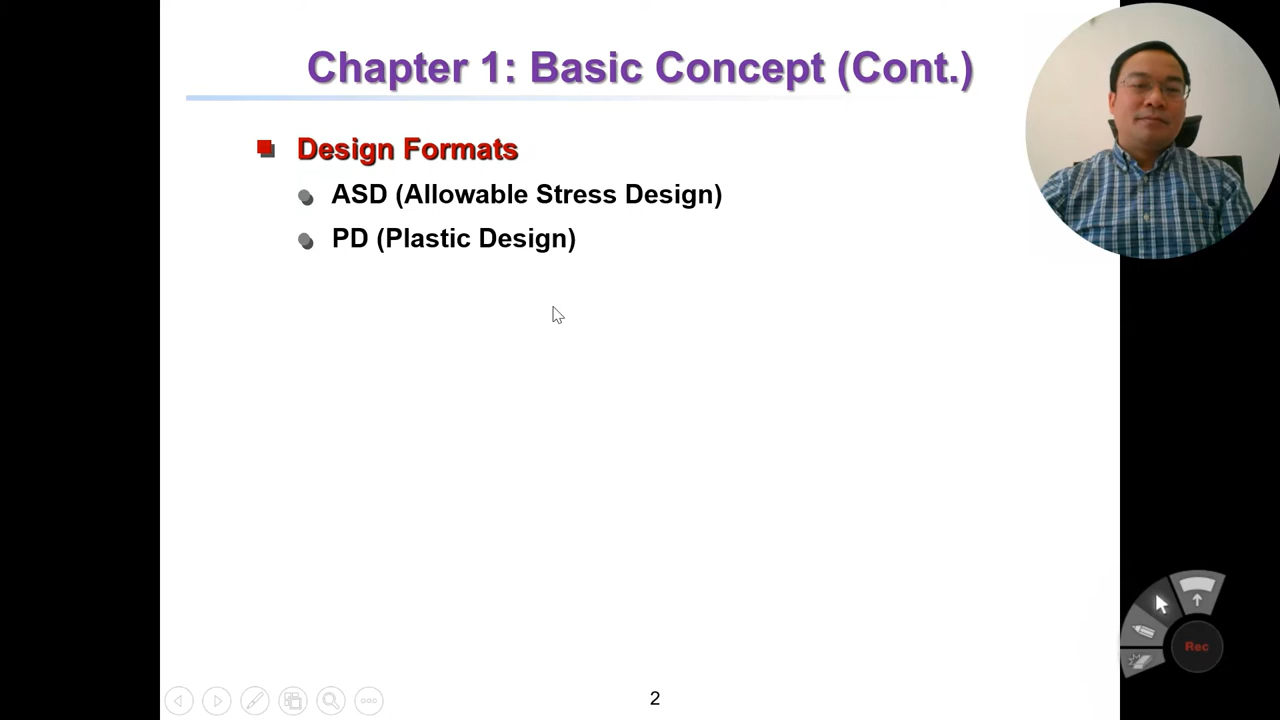 Chapter 1: Basic Concept (Cont.)
Design Formats
ASD (Allowable Stress Design)
PD (Plastic Design)
Rec
2